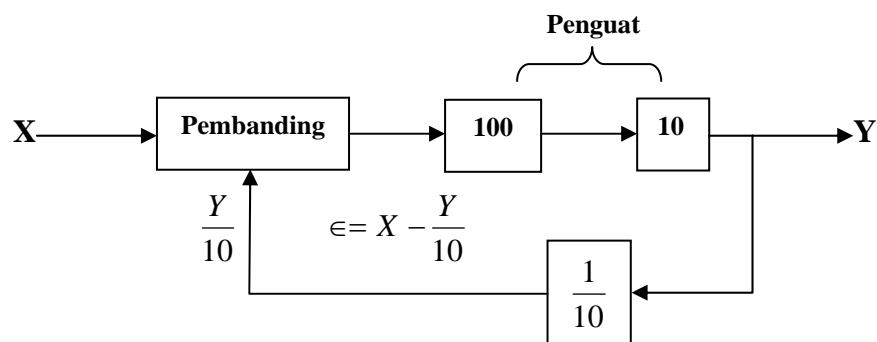 Penguat
X
Pembanding
100
10
Y
Y/10
∈= X − Y/10
1/10